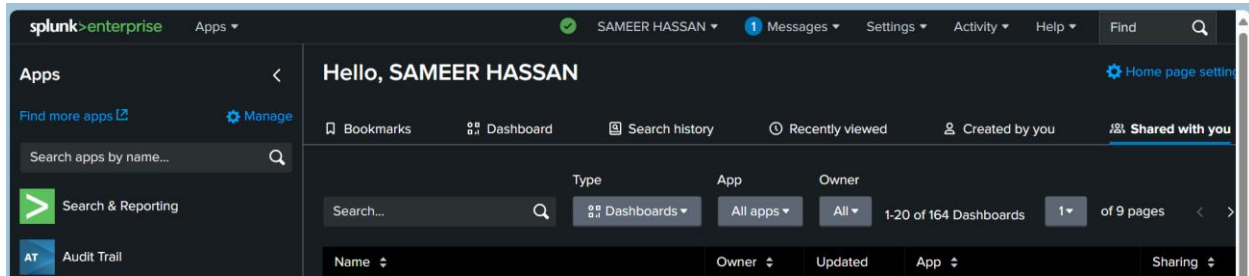 splunk>enterprise Apps SAMEER HASSAN 1 Messages Settings Activity Help Find
Apps
Find more apps Manage
Search apps by name...
Search & Reporting
AT Audit Trail
Hello, SAMEER HASSAN Home page setting
Bookmarks Dashboard Search history Recently viewed Created by you Shared with you
Type App Owner
Search... Dashboards All apps All 1-20 of 164 Dashboards 1 of 9 pages
Name Owner Updated App Sharing